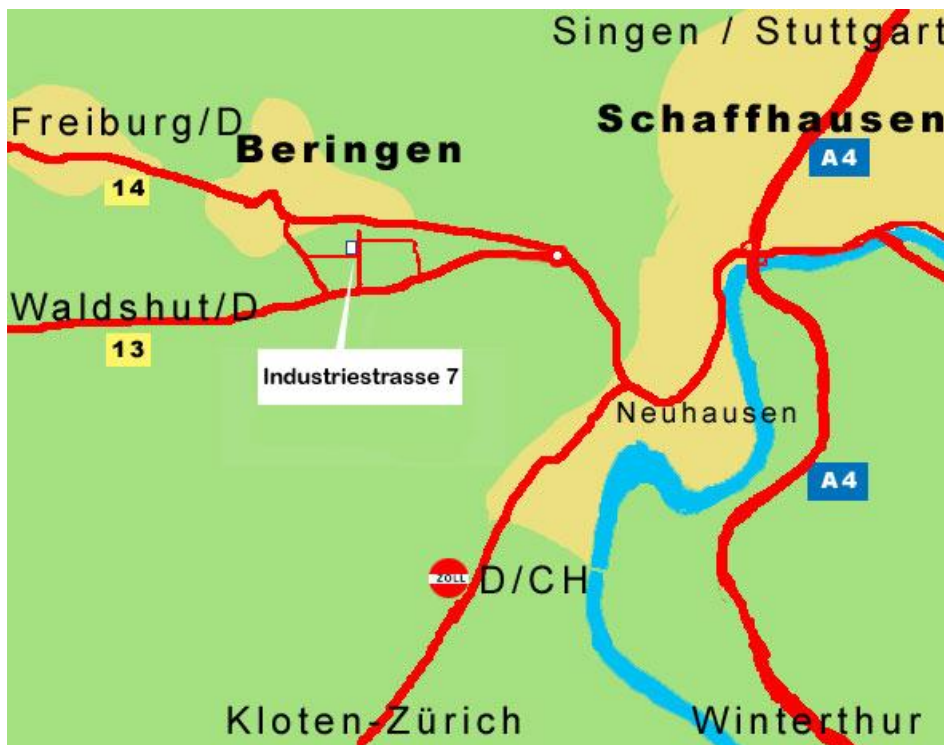 Singen / Stuttgart
Freiburg/D
Schaffhausen
Beringen
A4
14
Waldshut/D
13
Industriestrasse 7
Neuhausen
A4
ZOLL
D/CH
Kloten-Zürich
Winterthur